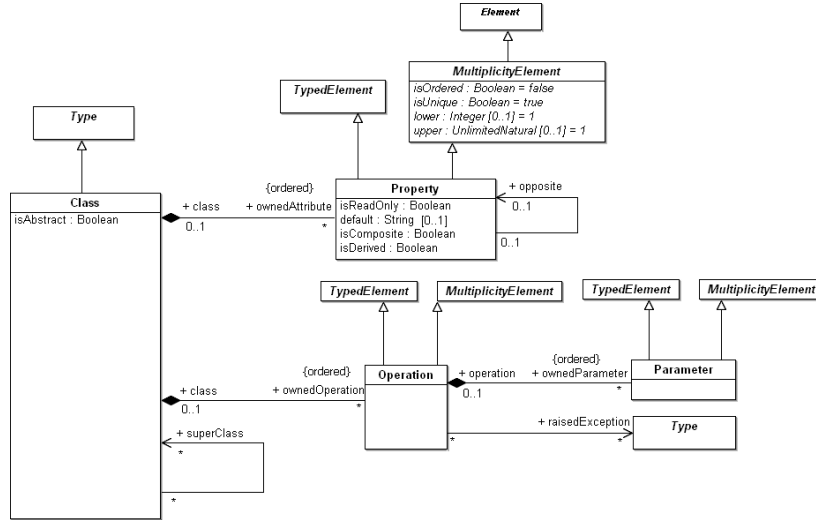 Element
MultiplicityElement
isOrdered : Boolean = false
isUnique : Boolean = true
lower : Integer [0..1] = 1
upper : UnlimitedNatural [0..1] = 1
TypedElement
Type
Class
isAbstract : Boolean
+ class
0..1
{ordered}
+ ownedAttribute
*
Property
isReadOnly : Boolean
default : String [0..1]
isComposite : Boolean
isDerived : Boolean
+ opposite
0..1
0..1
TypedElement
MultiplicityElement
TypedElement
MultiplicityElement
+ class
0..1
{ordered}
+ ownedOperation
*
Operation
+ operation
0..1
{ordered}
+ ownedParameter
*
Parameter
+ superClass
*
*
*
+ raisedException
*
Type